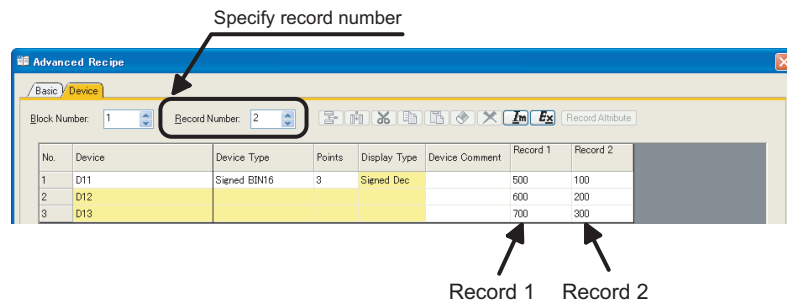 Specify record number
Advanced Recipe
Basic Device
Block Number: 1 Record Number: 2 Im Ex Record Attribute
No. Device Device Type Points Display Type Device Comment Record 1 Record 2
1 D11 Signed BIN16 3 Signed Dec 500 100
2 D12 600 200
3 D13 700 300
Record 1 Record 2